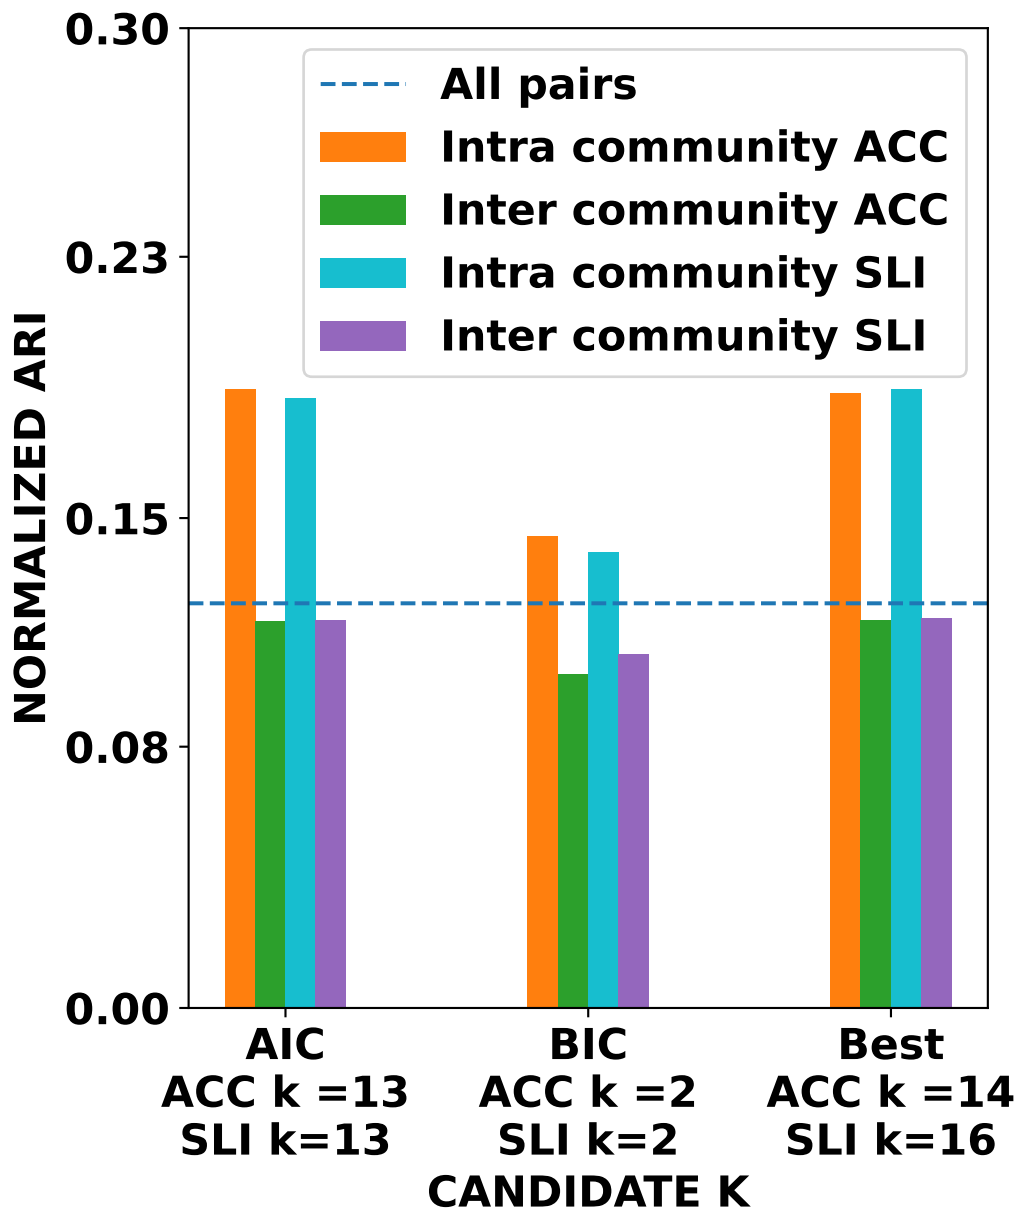 0.30
0.23
0.15
0.08
0.00
NORMALIZED ARI
All pairs
Intra community ACC
Inter community ACC
Intra community SLI
Inter community SLI
AIC
ACC k =13
SLI k=13
BIC
ACC k =2
SLI k=2
Best
ACC k =14
SLI k=16
CANDIDATE K